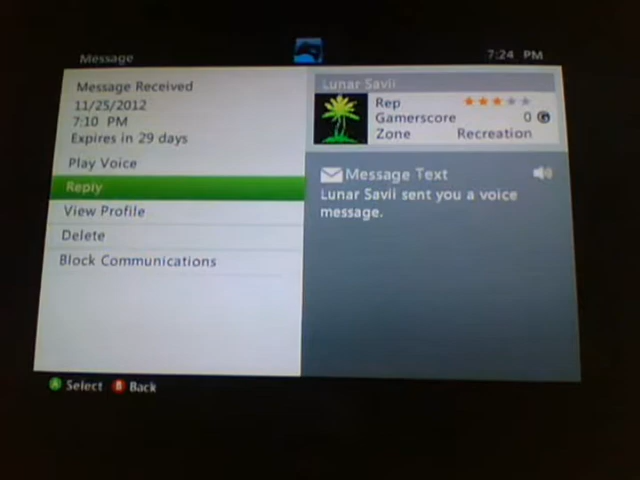 Message
7:24 PM
Message Received
11/25/2012
7:10 PM
Expires in 29 days
Play Voice
Reply
View Profile
Delete
Block Communications
Lunar Savii
Rep
Gamerscore 0 G
Zone Recreation
Message Text
Lunar Savii sent you a voice
message.
A Select B Back